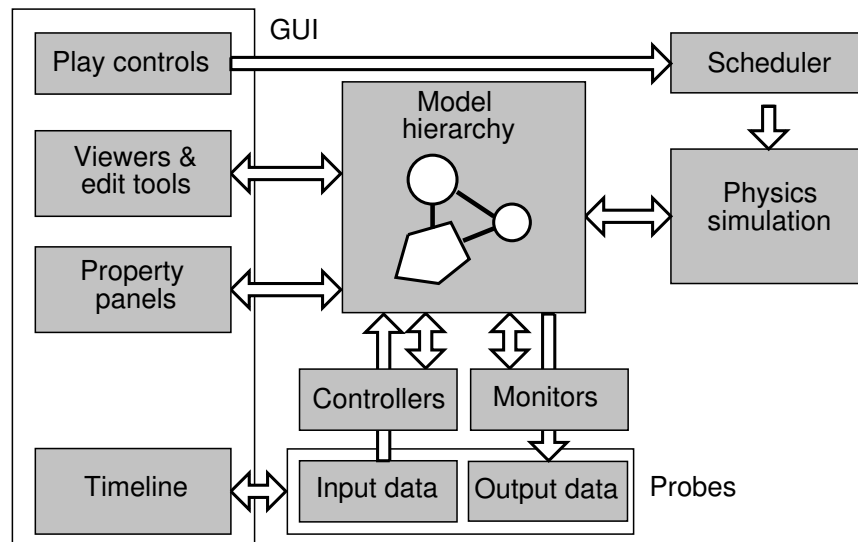 GUI
Play controls
Scheduler
Model
hierarchy
Viewers &
edit tools
Physics
simulation
Property
panels
Controllers
Monitors
Timeline
Input data
Output data
Probes